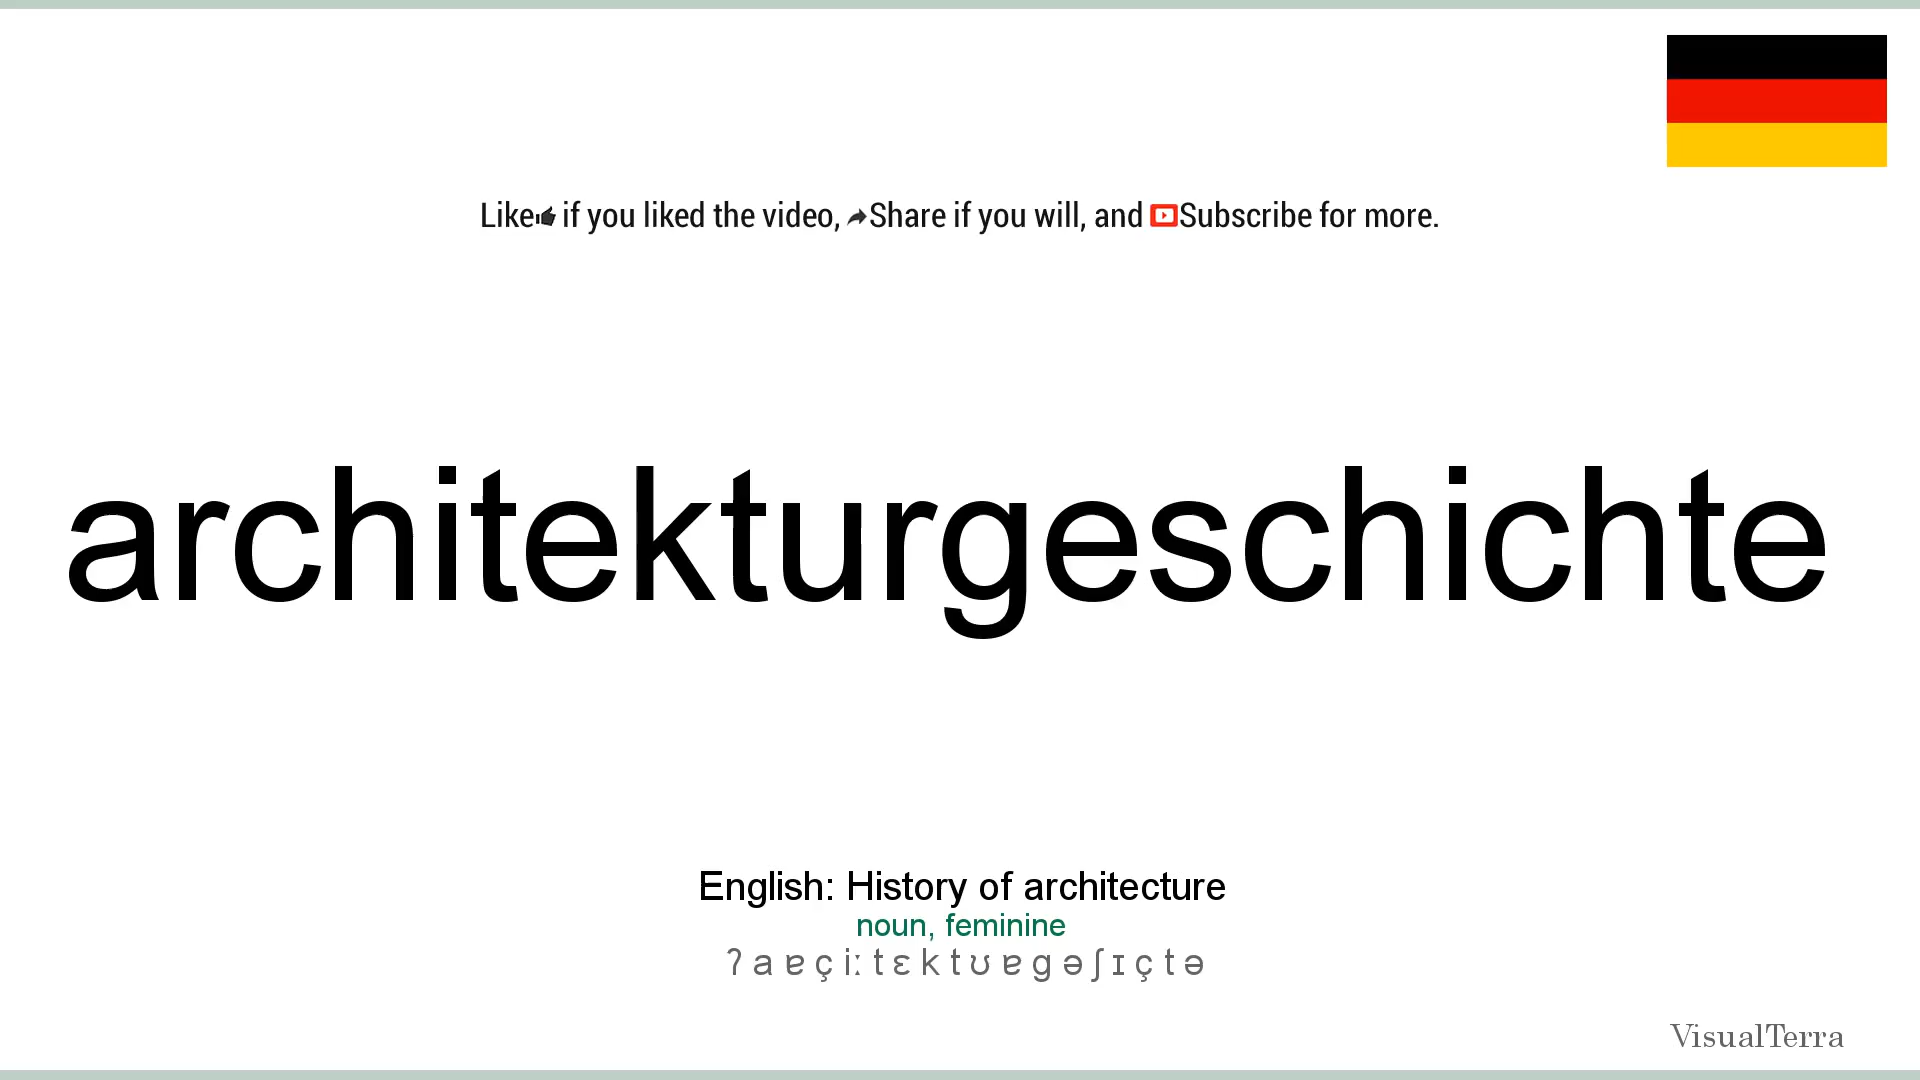 Like if you liked the video, Share if you will, and Subscribe for more.
architekturgeschichte
English: History of architecture
noun, feminine
ʔ a ɐ ç iː t ɛ k t ʊ ɐ ɡ ə ʃ ɪ ç t ə
VisualTerra